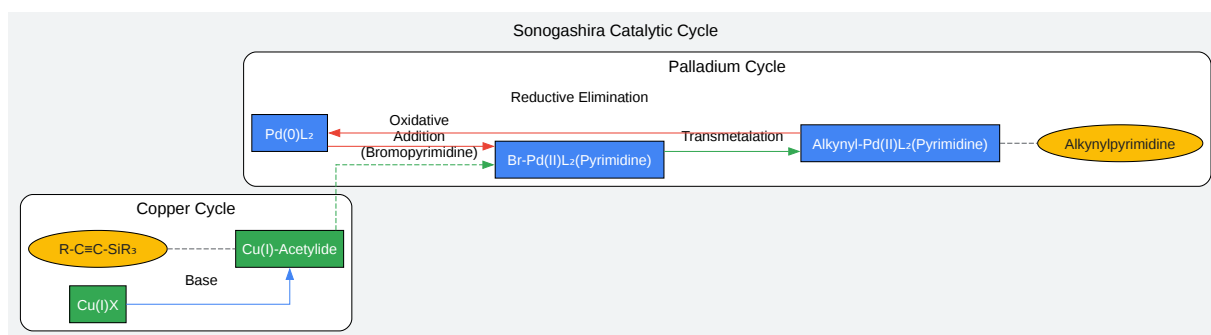 Sonogashira Catalytic Cycle
Palladium Cycle
Reductive Elimination
Pd(0)L₂
Oxidative
Addition
(Bromopyrimidine)
Br-Pd(II)L₂(Pyrimidine)
Transmetalation
Alkynyl-Pd(II)L₂(Pyrimidine)
Alkynylpyrimidine
Copper Cycle
R-C≡C-SiR₃
Cu(I)-Acetylide
Base
Cu(I)X